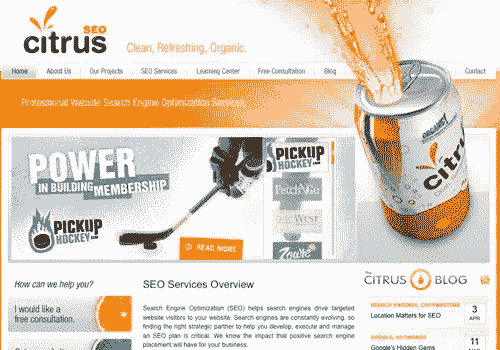 SEO
citrus
Clean, Refreshing, Organic.
Home
About Us
Our Projects
SEO Services
Learning Center
Free Consultation
Blog
Contact
Professional Website Search Engine Optimization Services
ORGANIC
citrus
POWER
IN BUILDING
MEMBERSHIP
PICKUP
HOCKEY.com
READ MORE
PICKUP
HOCKEY.com
Fetch&Go
oneWest
How can we help you?
I would like a
free consultation.
SEO Services Overview
Search Engine Optimization (SEO) helps search engines drive targeted
website visitors to your website. Search engines are constantly evolving, so
finding the right strategic partner to help you develop, execute and manage
an SEO plan is critical. We know the impact that positive search engine
placement will have for your business.
The
CITRUS BLOG
SEARCH ENGINES, COPYWRITING
Location Matters for SEO
3
APR
GOOGLE, KEYWORDS
Google's Hidden Gems
11